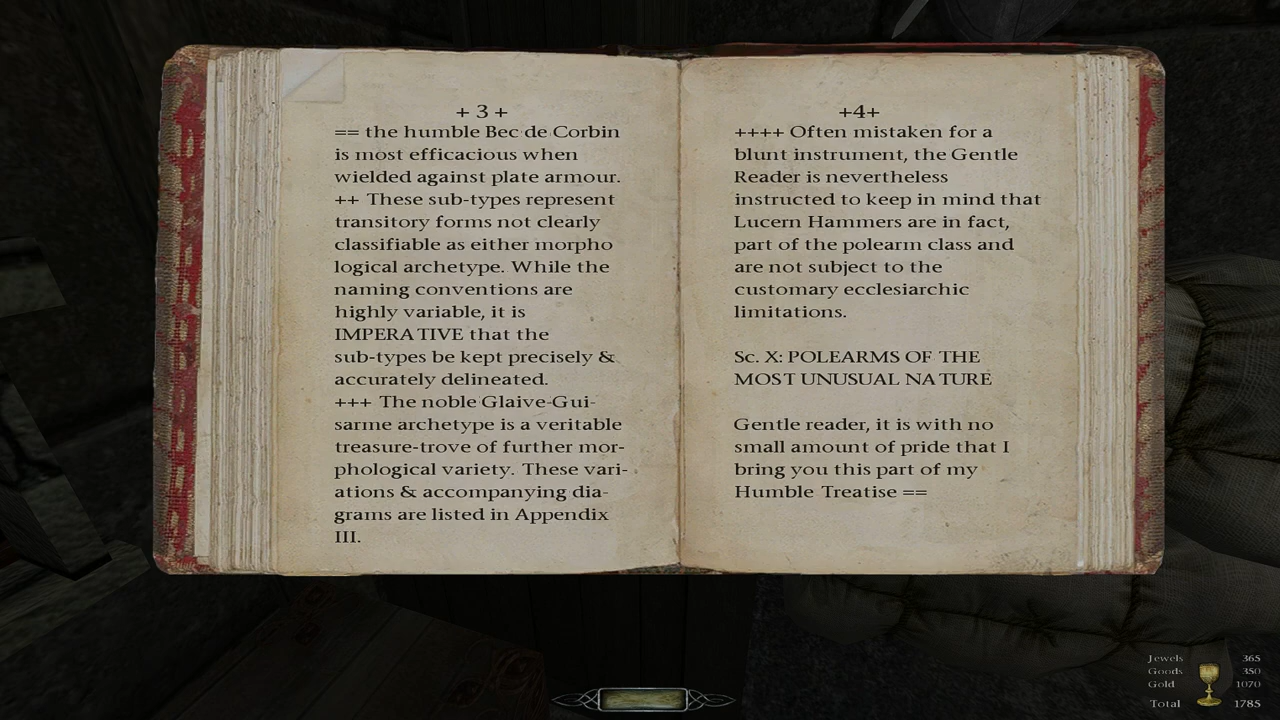 + 3 +
== the humble Bec de Corbin
is most efficacious when
wielded against plate armour.
++ These sub-types represent
transitory forms not clearly
classifiable as either morpho
logical archetype. While the
naming conventions are
highly variable, it is
IMPERATIVE that the
sub-types be kept precisely &
accurately delineated.
+++ The noble Glaive-Gui-
sarme archetype is a veritable
treasure-trove of further mor-
phological variety. These vari-
ations & accompanying dia-
grams are listed in Appendix
III.
+4+
++++ Often mistaken for a
blunt instrument, the Gentle
Reader is nevertheless
instructed to keep in mind that
Lucern Hammers are in fact,
part of the polearm class and
are not subject to the
customary ecclesiarchic
limitations.
Sc. X: POLEARMS OF THE
MOST UNUSUAL NATURE
Gentle reader, it is with no
small amount of pride that I
bring you this part of my
Humble Treatise ==
Jewels 365
Goods 350
Gold 1070
Total 1785